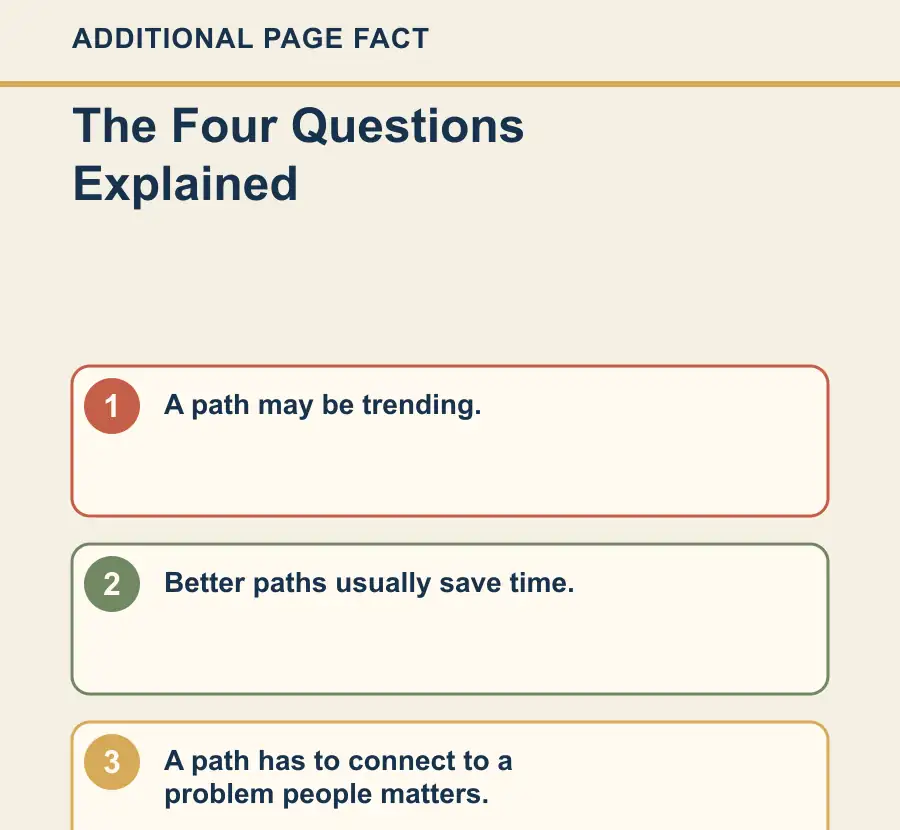 ADDITIONAL PAGE FACT
The Four Questions
Explained
1
A path may be trending.
2
Better paths usually save time.
3
A path has to connect to a
problem people matters.